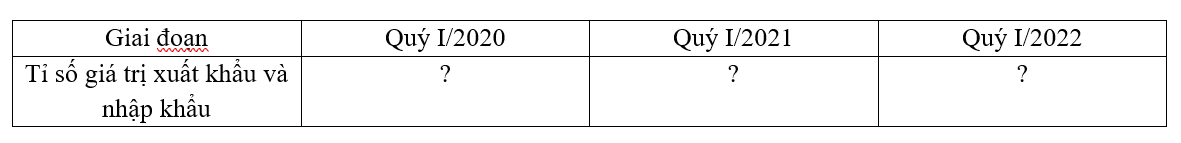 Giai đoạn Quý I/2020 Quý I/2021 Quý I/2022
Tỉ số giá trị xuất khẩu và ? ? ?
nhập khẩu